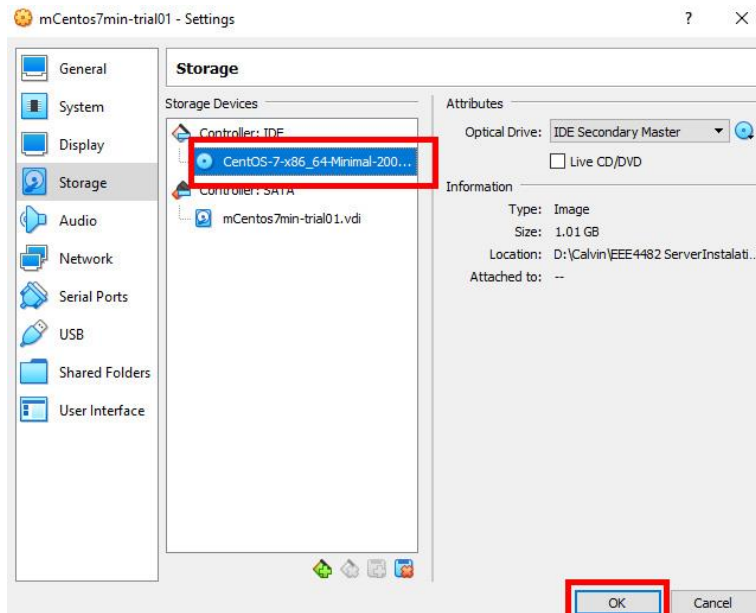 mCentos7min-trial01 - Settings
? ×
General
System
Display
Storage
Audio
Network
Serial Ports
USB
Shared Folders
User Interface
Storage
Storage Devices
Controller: IDE
CentOS-7-x86_64-Minimal-200...
Controller: SATA
mCentos7min-trial01.vdi
Attributes
Optical Drive: IDE Secondary Master
Live CD/DVD
Information
Type: Image
Size: 1.01 GB
Location: D:\Calvin\EEE4482 ServerInstalati...
Attached to: --
OK Cancel